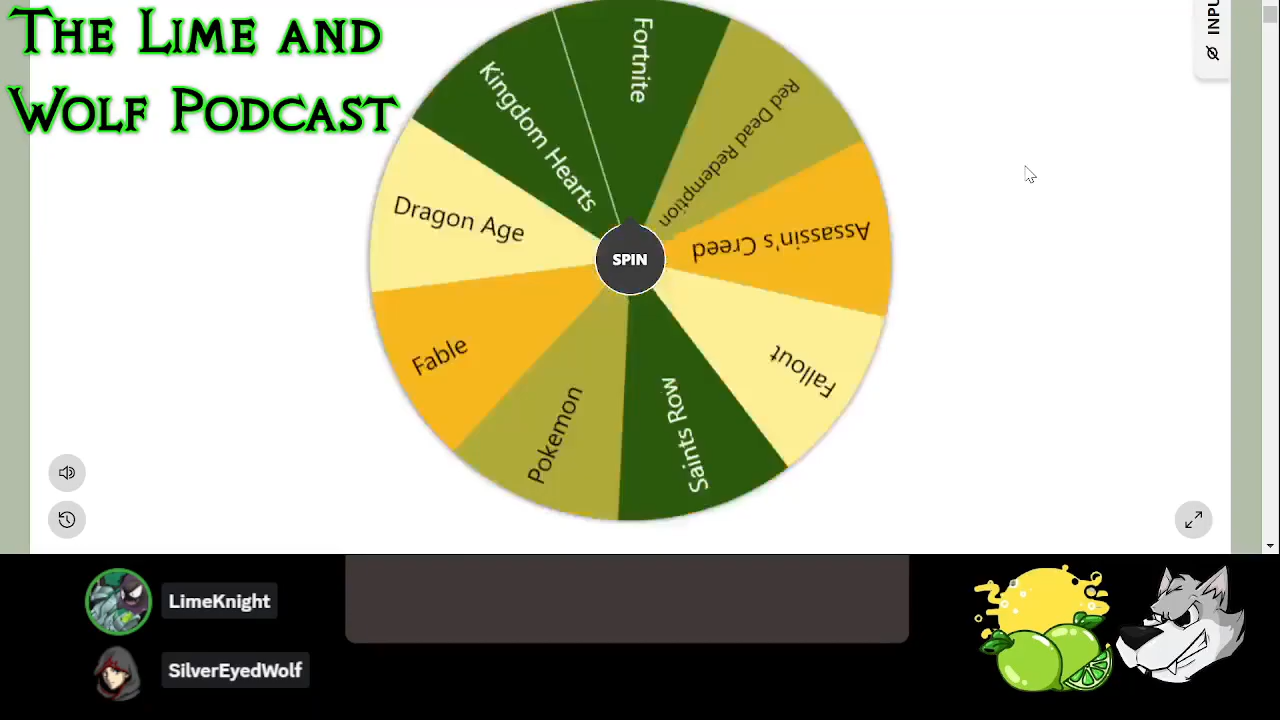 THE LIME AND
WOLF PODCAST
Fortnite
Red Dead Redemption
Assassin's Creed
Fallout
Saints Row
Pokemon
Fable
Dragon Age
Kingdom Hearts
SPIN
INPU
LimeKnight
SilverEyedWolf